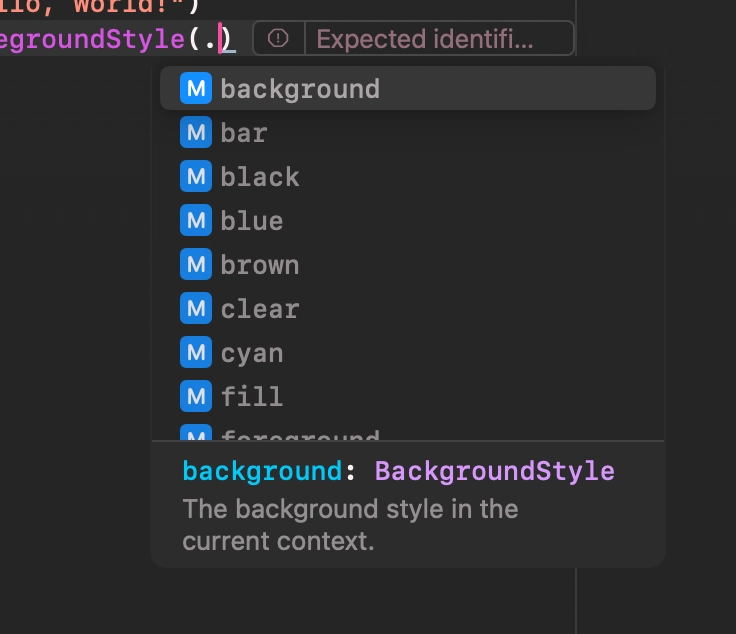 llo, World!")
egroundStyle(.) Expected identifi...
M background
M bar
M black
M blue
M brown
M clear
M cyan
M fill
M foreground
background: BackgroundStyle
The background style in the
current context.